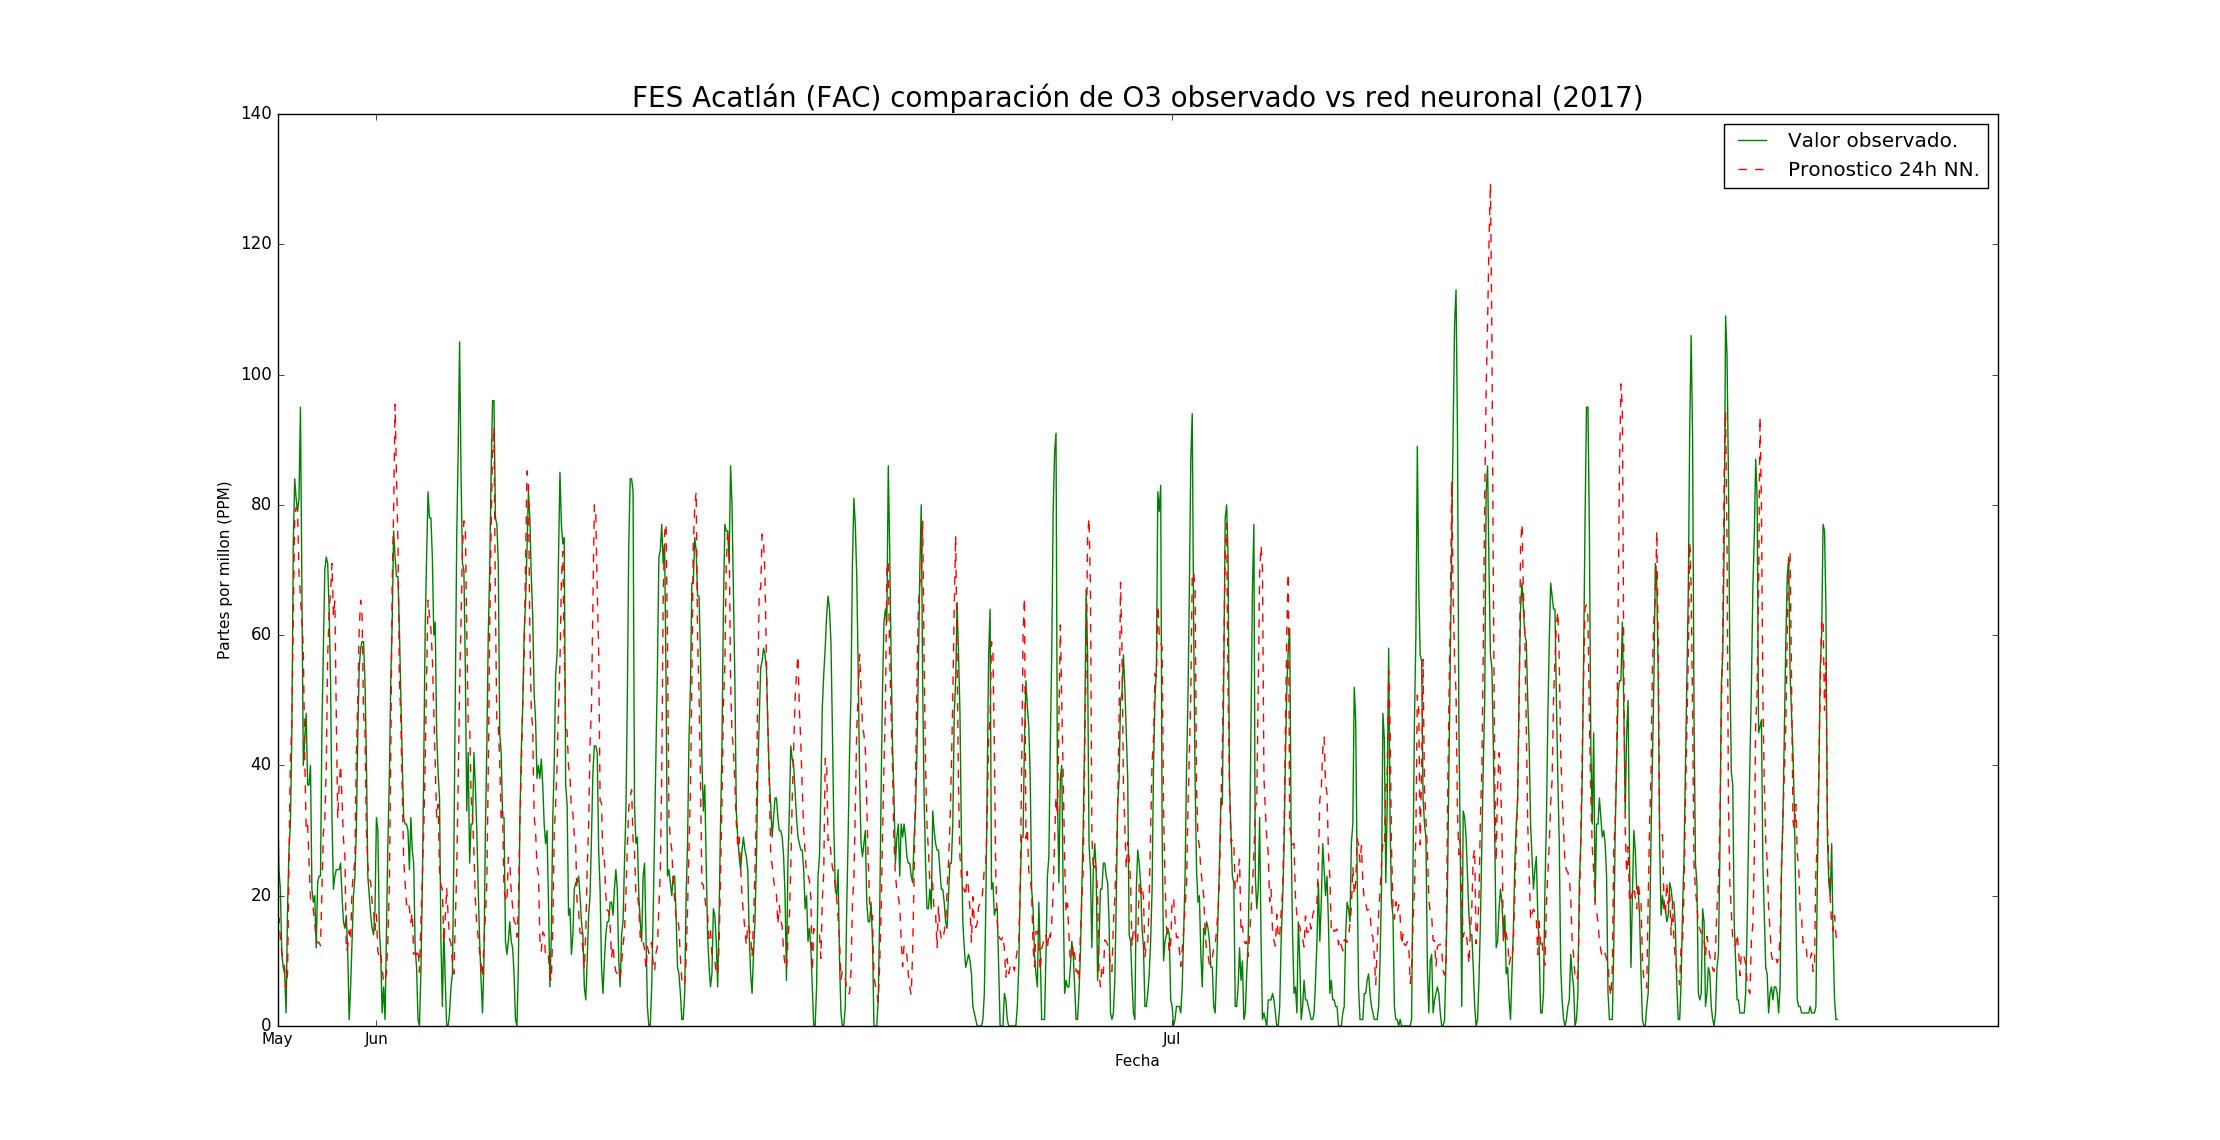 FES Acatlán (FAC) comparación de O3 observado vs red neuronal (2017)
140
120
100
80
60
40
20
0
Partes por millon (PPM)
Valor observado.
Pronostico 24h NN.
May Jun Jul
Fecha